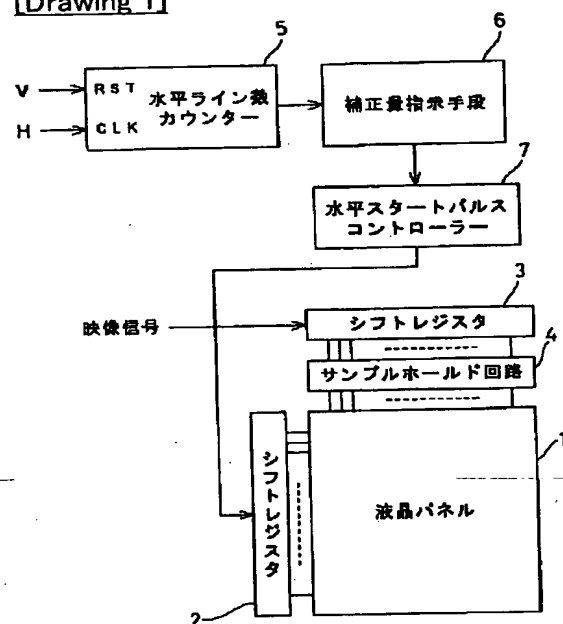 [Drawing 1]
5
6
V
RST
水平ライン数
カウンター
H
CLK
補正量指示手段
7
水平スタートパルス
コントローラー
3
映像信号
シフトレジスタ
4
サンプルホールド回路
1
シフトレジスタ
液晶パネル
2